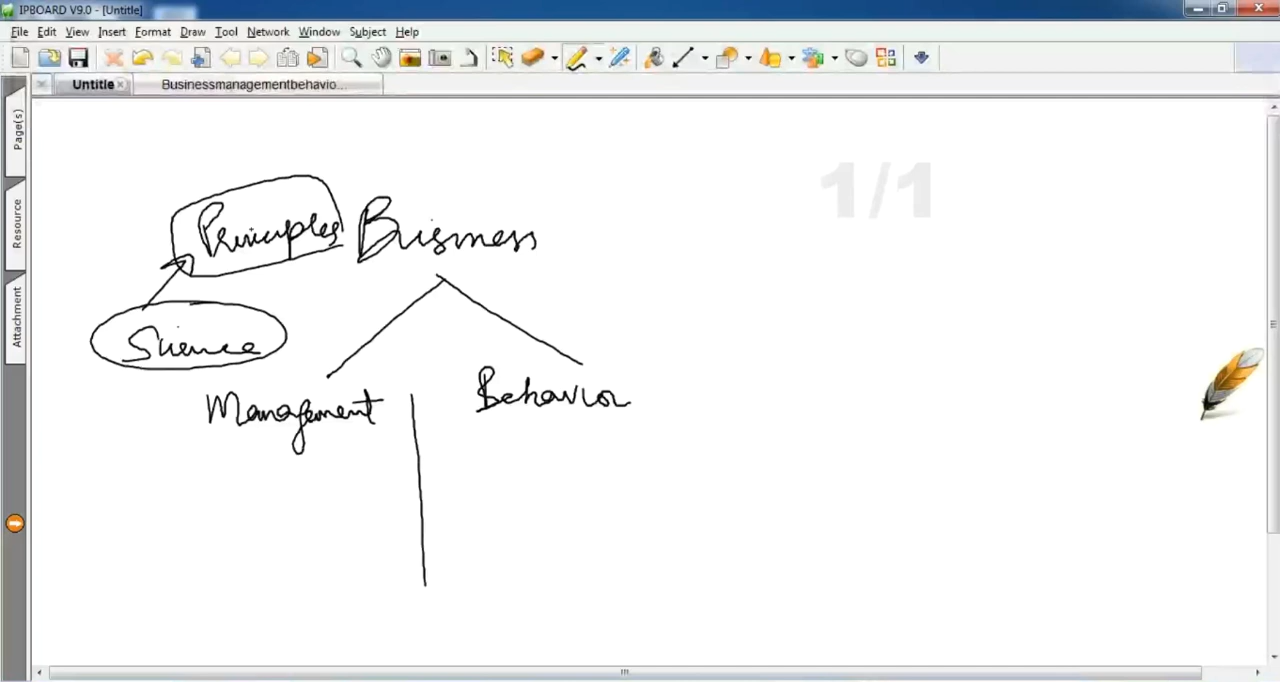 IPBOARD V9.0 - [Untitle]
File Edit View Insert Format Draw Tool Network Window Subject Help
Untitle Businessmanagementbehavio...
Page(s)
Resource
Attachment
1/1
Principles Business
Science
Management Behavior